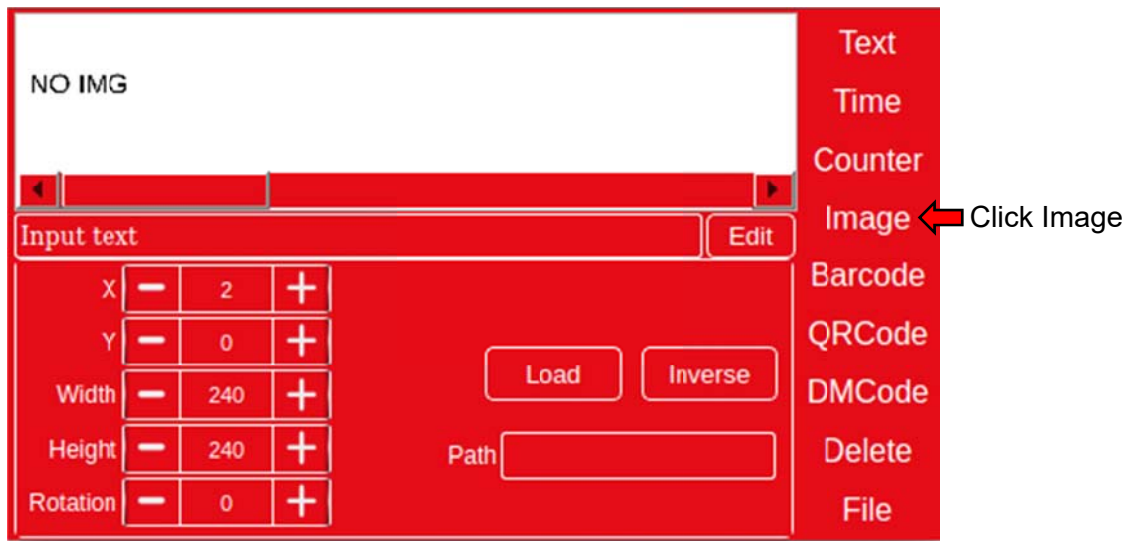 NO IMG
Input text
Edit
X
2
Y
0
Width
240
Height
240
Rotation
0
Load
Inverse
Path
Text
Time
Counter
Image
Click Image
Barcode
QRCode
DMCode
Delete
File